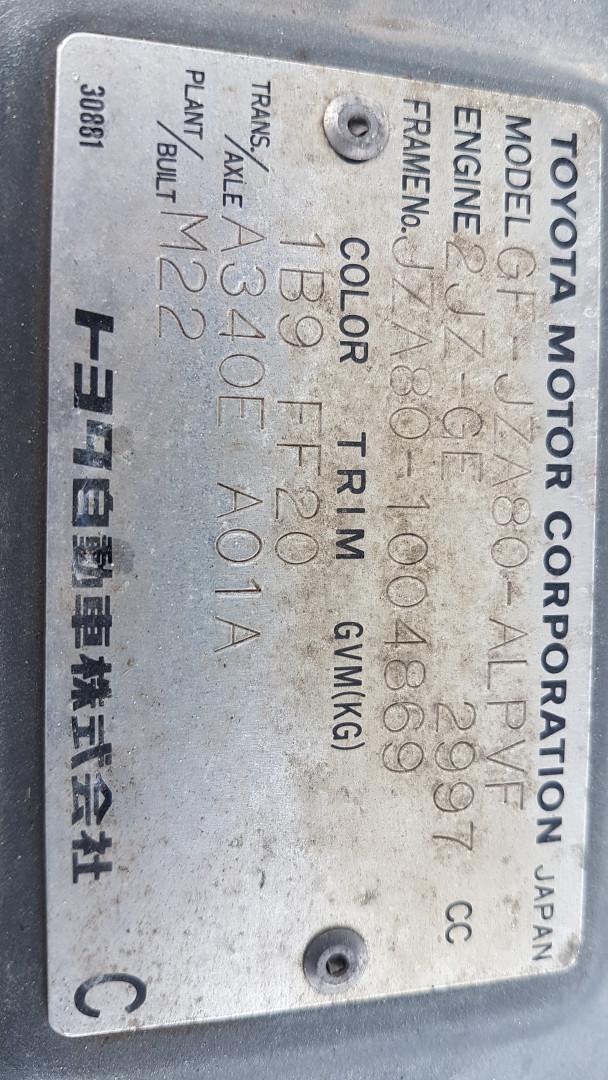 TOYOTA MOTOR CORPORATION JAPAN
MODEL GF-JZA80-ALPVF
ENGINE 2JZ-GE 2997 CC
FRAME No. JZA80-1004869
COLOR TRIM GVM(KG)
1B9 FF20
TRANS./AXLE A340E A01A
PLANT/BUILT M22
30881 トヨタ自動車株式会社 C